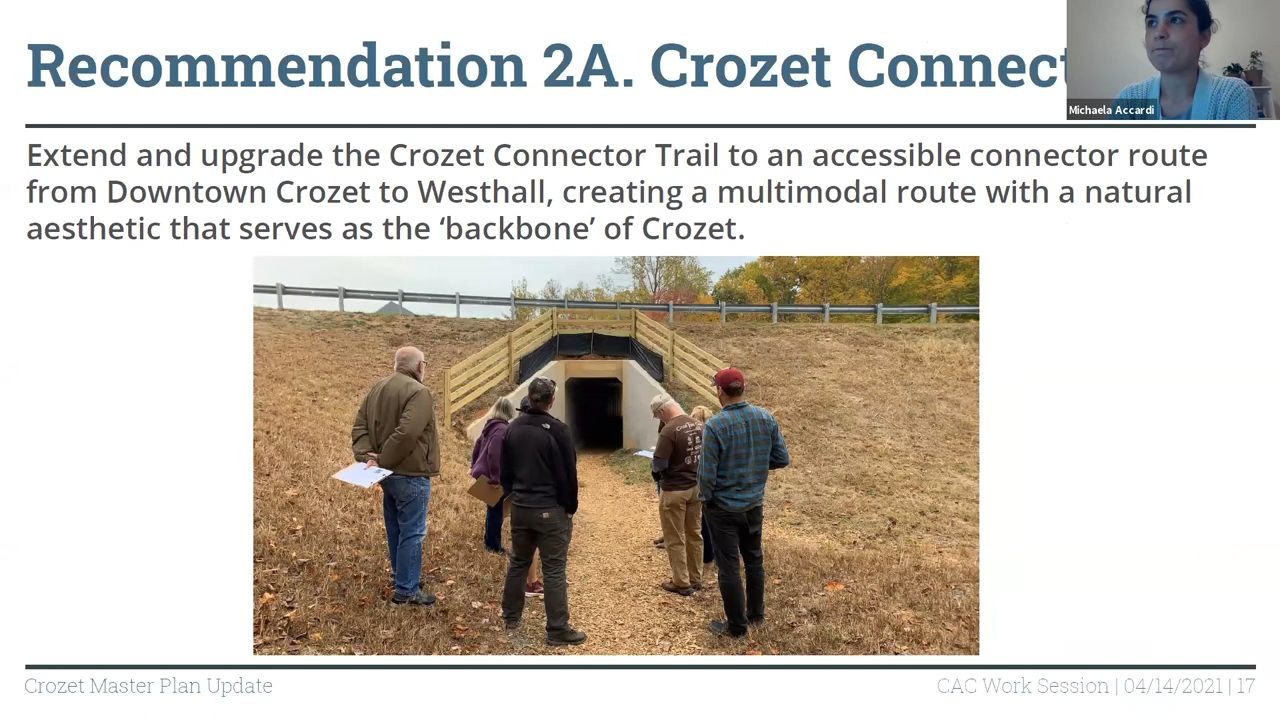 Recommendation 2A. Crozet Connect
Michaela Accardi
Extend and upgrade the Crozet Connector Trail to an accessible connector route
from Downtown Crozet to Westhall, creating a multimodal route with a natural
aesthetic that serves as the ‘backbone’ of Crozet.
Crozet Master Plan Update
CAC Work Session | 04/14/2021 | 17